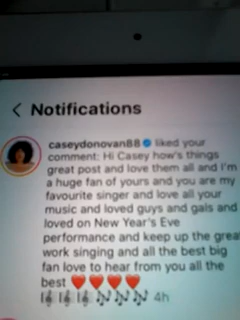 Notifications
caseydonovan88 liked your
comment: Hi Casey how's things
great post and love them all and I'm
a huge fan of yours and you are my
favourite singer and love all your
music and loved guys and gals and
loved on New Year's Eve
performance and keep up the grea
work singing and all the best big
fan love to hear from you all the
best ❤️❤️❤️❤️
🎼🎼🎼🎶🎶🎶 4h